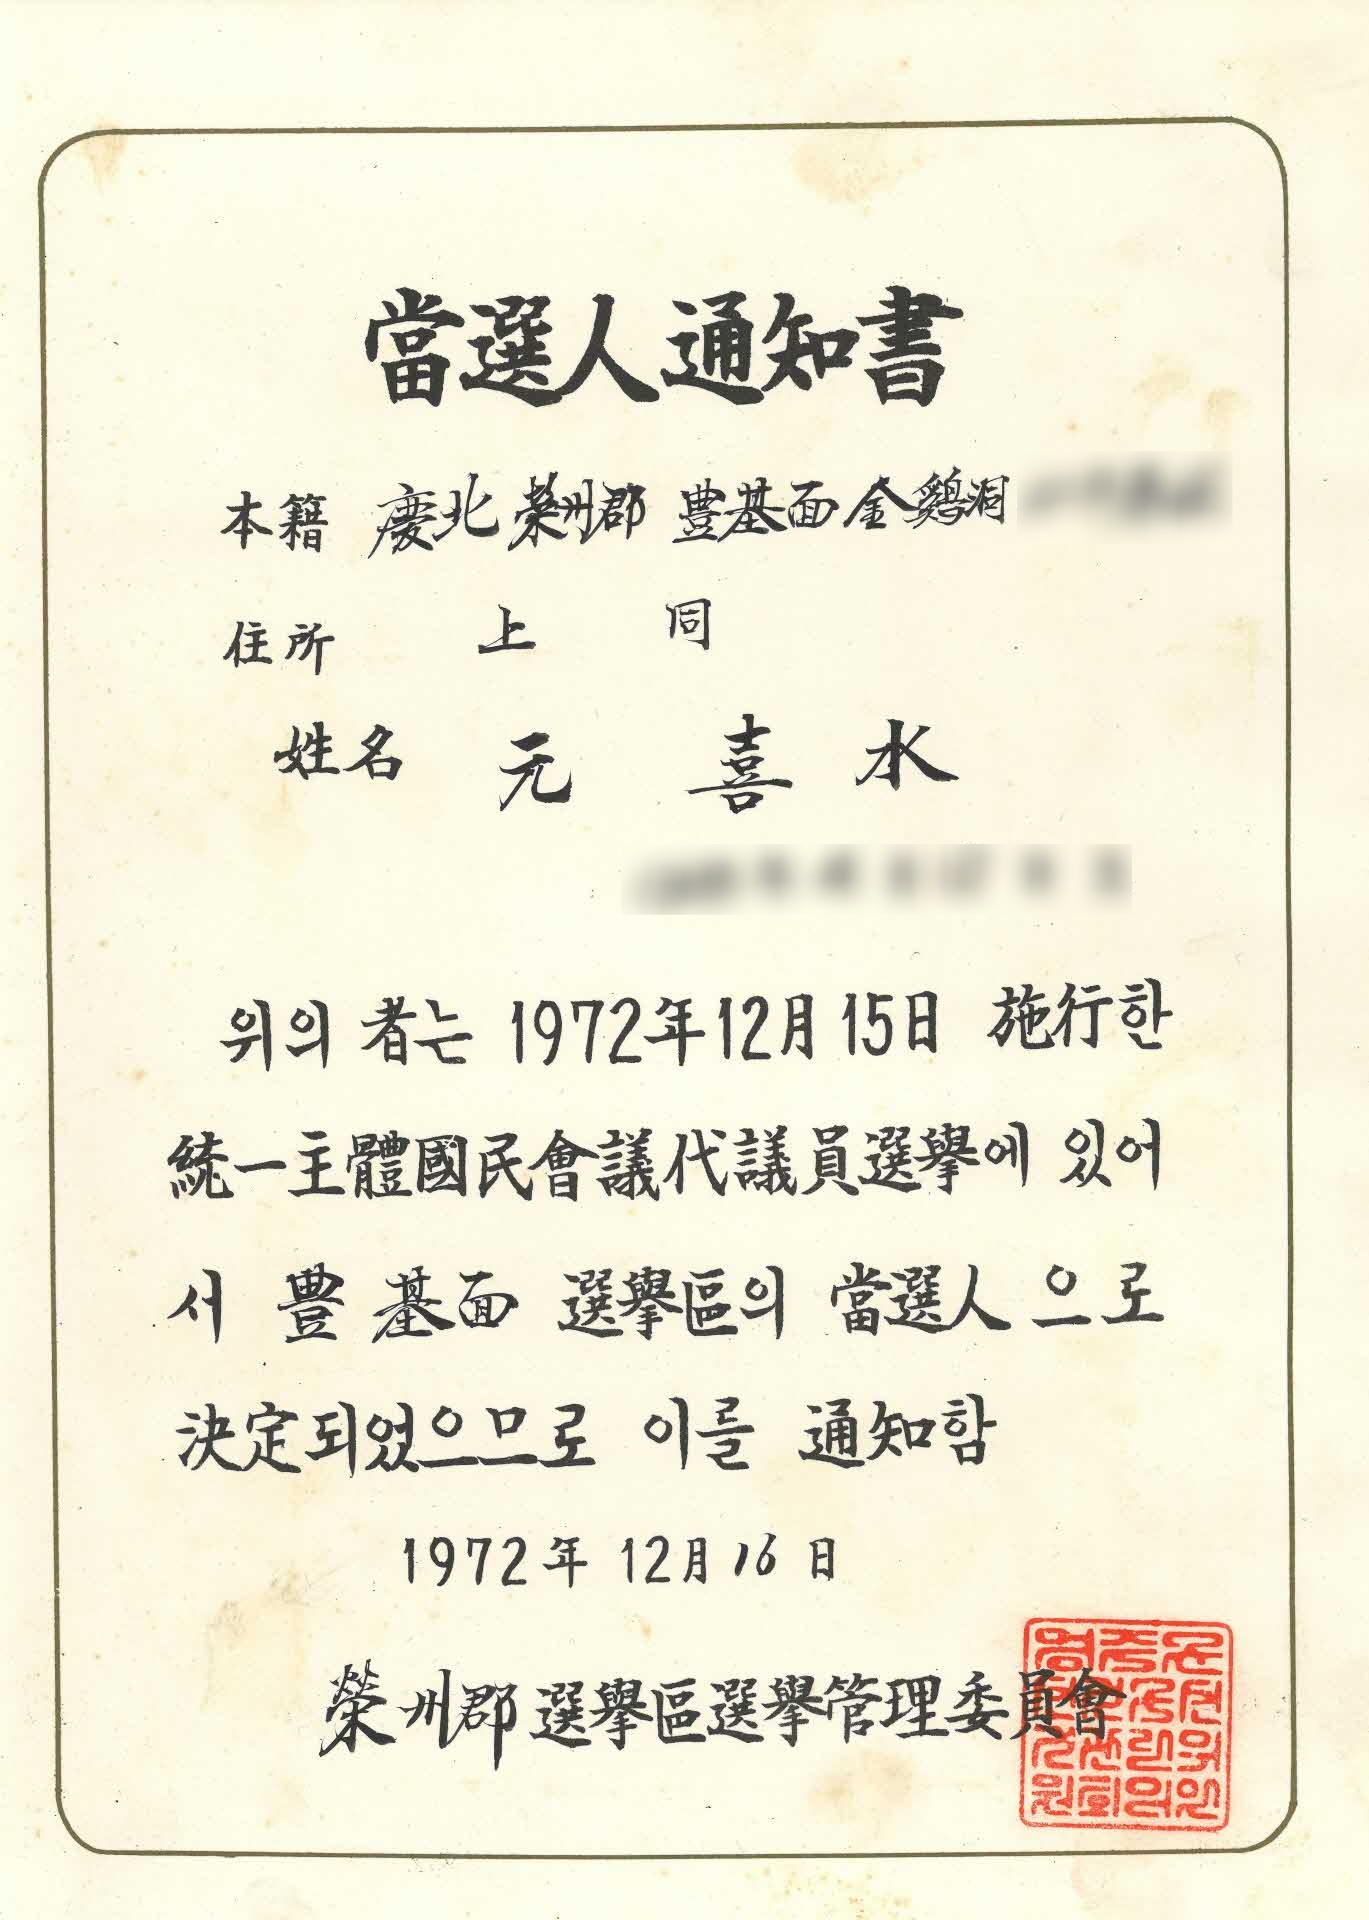 當選人通知書
本籍 慶北 榮州郡 豊基面 金鷄洞
住所 上 同
姓名 元 喜 水
위의 者는 1972年 12月 15日 施行한
統一主體國民會議代議員選擧에 있어
서 豊基面 選擧區의 當選人으로
決定되었으므로 이를 通知함
1972年 12月 16日
榮州郡選擧區選擧管理委員會